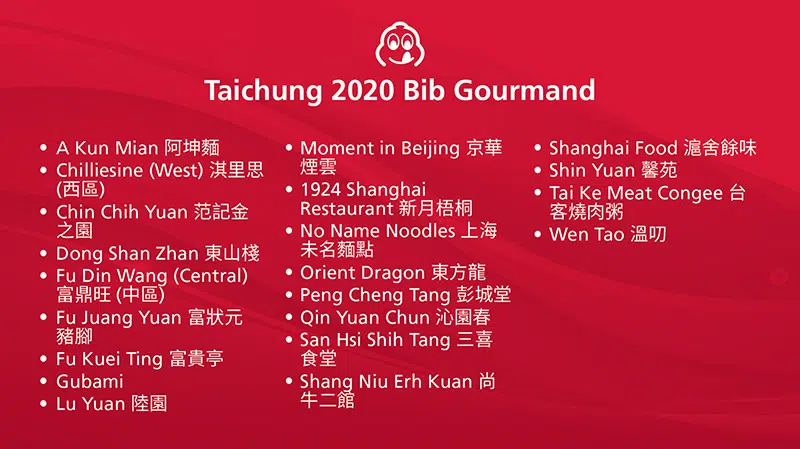 Taichung 2020 Bib Gourmand
• A Kun Mian 阿坤麵
• Chilliesine (West) 淇里思
(西區)
• Chin Chih Yuan 范記金
之園
• Dong Shan Zhan 東山棧
• Fu Din Wang (Central)
富鼎旺 (中區)
• Fu Juang Yuan 富狀元
豬腳
• Fu Kuei Ting 富貴亭
• Gubami
• Lu Yuan 陸園
• Moment in Beijing 京華
煙雲
• 1924 Shanghai
Restaurant 新月梧桐
• No Name Noodles 上海
未名麵點
• Orient Dragon 東方龍
• Peng Cheng Tang 彭城堂
• Qin Yuan Chun 沁園春
• San Hsi Shih Tang 三喜
食堂
• Shang Niu Erh Kuan 尚
牛二館
• Shanghai Food 滬舍餘味
• Shin Yuan 馨苑
• Tai Ke Meat Congee 台
客燒肉粥
• Wen Tao 溫叨